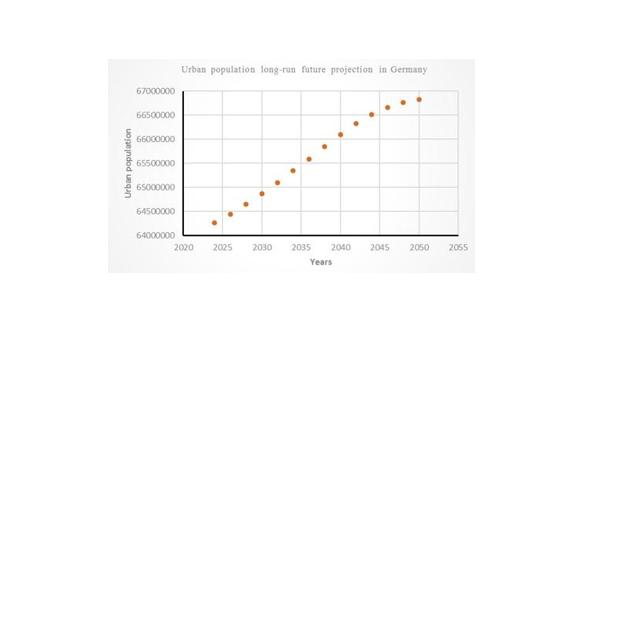 Urban population long-run future projection in Germany
67000000
66500000
66000000
65500000
65000000
64500000
64000000
Urban population
2020 2025 2030 2035 2040 2045 2050 2055
Years